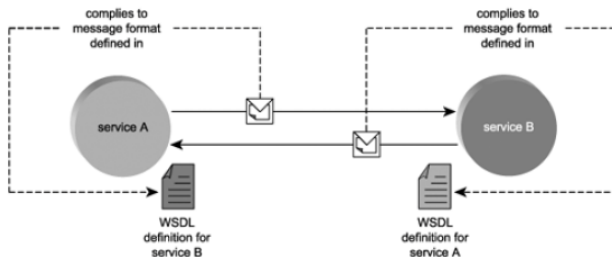 complies to
message format
defined in
complies to
message format
defined in
service A
service B
WSDL
definition for
service B
WSDL
definition for
service A